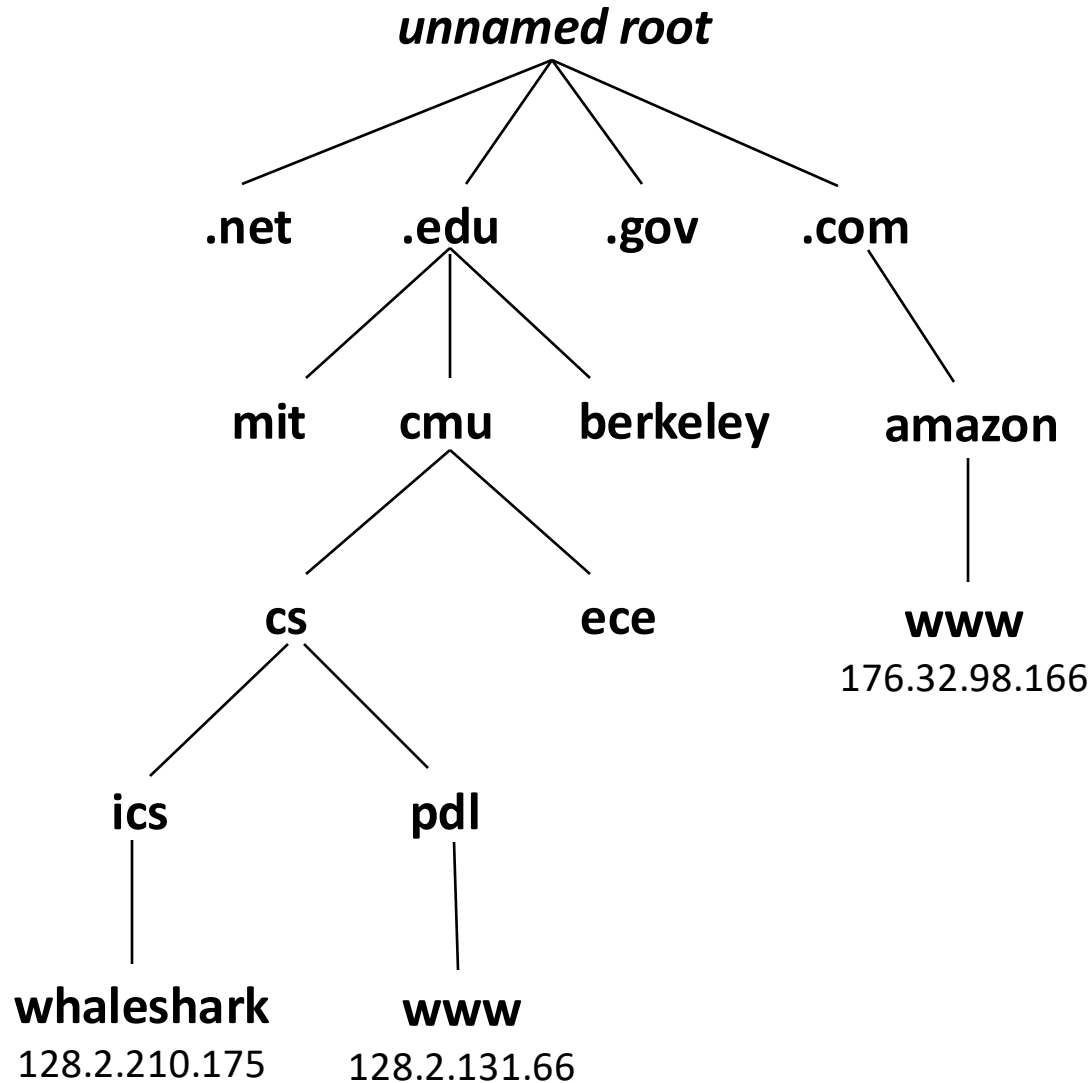 unnamed root
.net .edu .gov .com
mit cmu berkeley amazon
cs ece www
176.32.98.166
ics pdl
whaleshark www
128.2.210.175 128.2.131.66